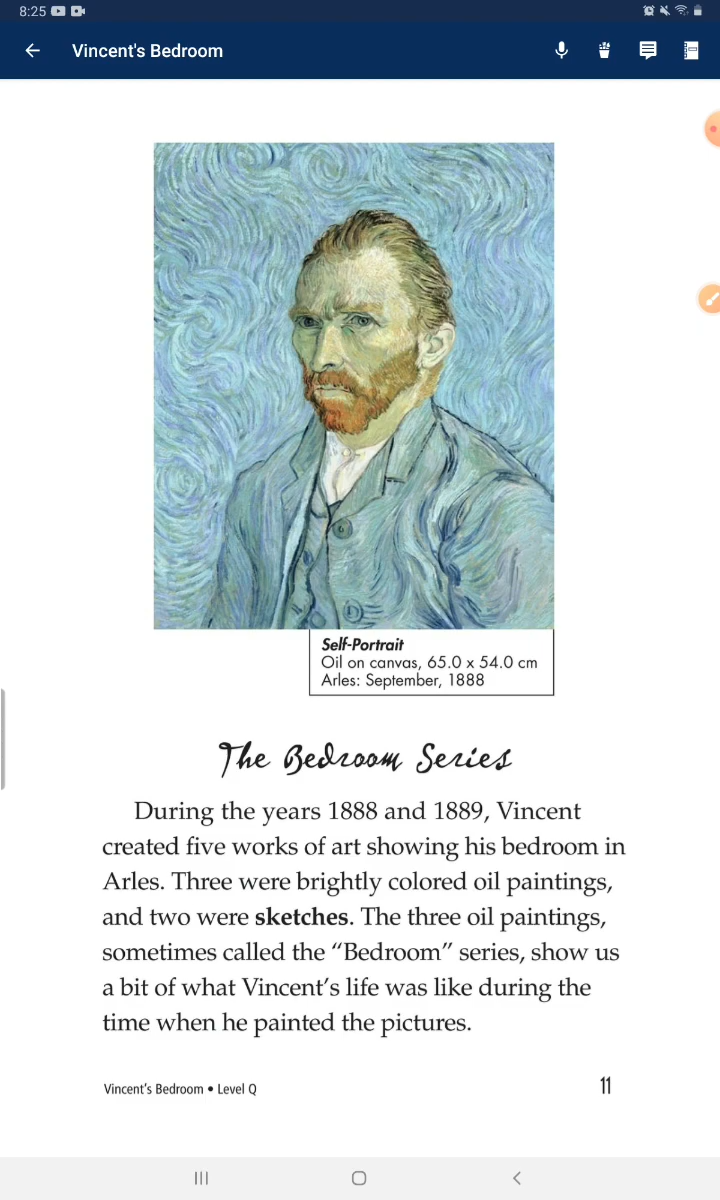 8:25
Vincent's Bedroom
Self-Portrait
Oil on canvas, 65.0 x 54.0 cm
Arles: September, 1888
The Bedroom Series
During the years 1888 and 1889, Vincent
created five works of art showing his bedroom in
Arles. Three were brightly colored oil paintings,
and two were sketches. The three oil paintings,
sometimes called the “Bedroom” series, show us
a bit of what Vincent’s life was like during the
time when he painted the pictures.
Vincent’s Bedroom • Level Q
11